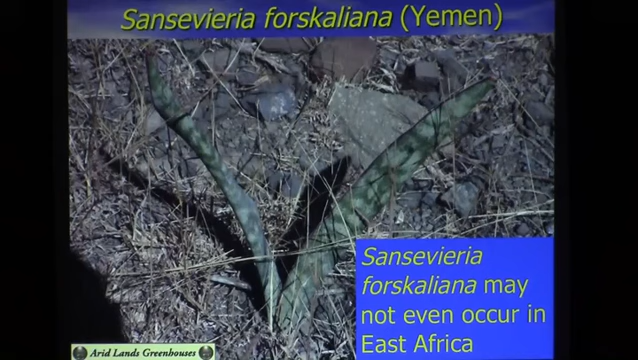 Sansevieria forskaliana (Yemen)
Sansevieria
forskaliana may
not even occur in
East Africa
Arid Lands Greenhouses